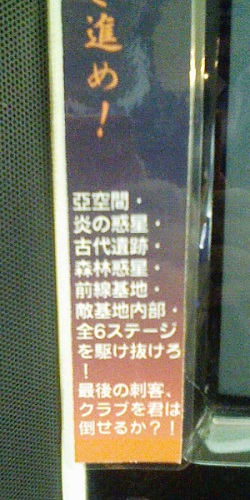 進め!
亞空間・
炎の惑星・
古代遺跡・
森林惑星・
前線基地・
敵基地内部・
全6ステージ
を駆け抜けろ
!
最後の刺客、
クラブを君は
倒せるか?!